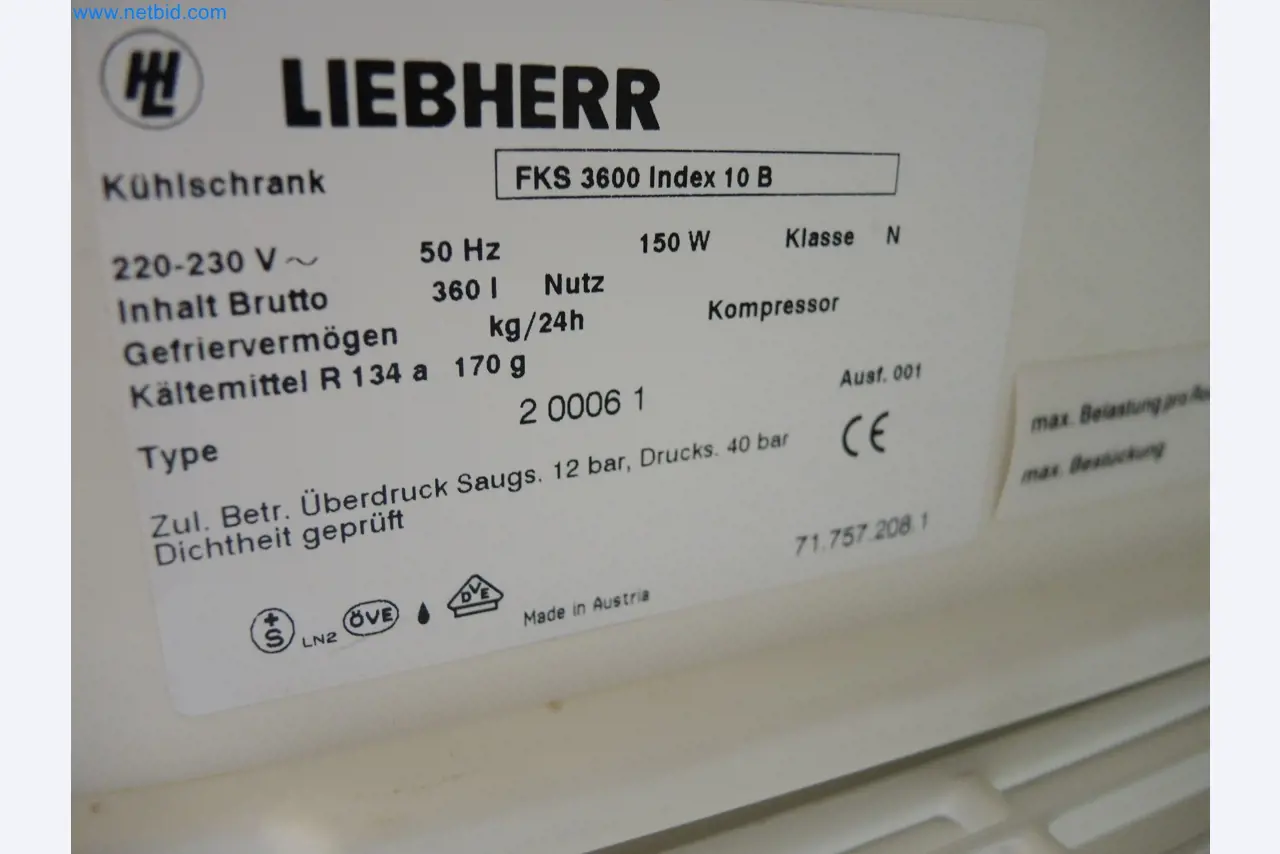 www.netbid.com
LIEBHERR
Kühlschrank FKS 3600 Index 10 B
220-230 V ~ 50 Hz 150 W Klasse N
Inhalt Brutto 360 l Nutz
Gefriervermögen kg/24h Kompressor
Kältemittel R 134 a 170 g
Type 2 0006 1 Ausf. 001
Zul. Betr. Überdruck Saugs. 12 bar, Drucks. 40 bar CE
Dichtheit geprüft 71.757.208.1
S LN2 ÖVE DVE Made in Austria
max. Belastung pro
max. Bestückung